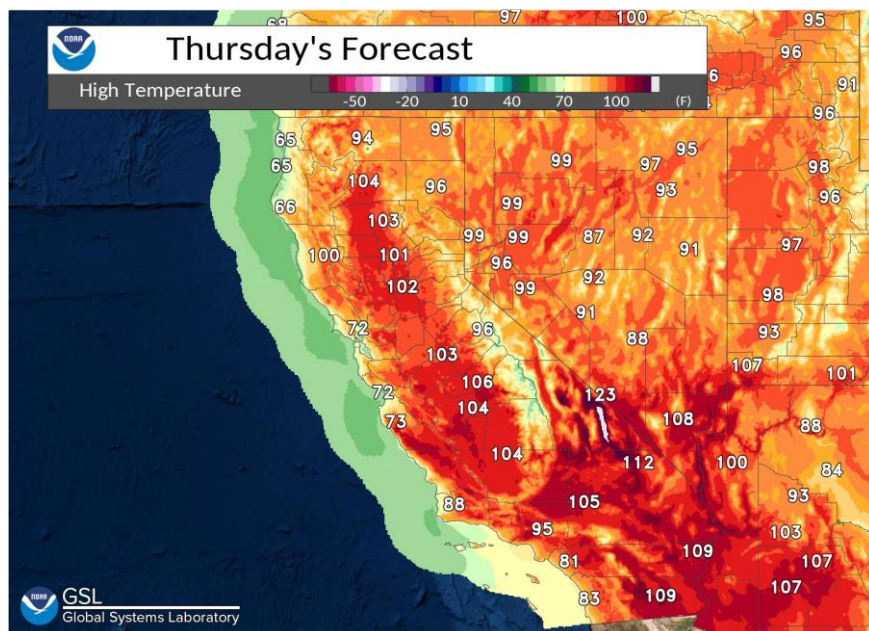 68 97 100 95
NOAA
Thursday's Forecast
96
High Temperature
-50 -20 10 40 70 100 (F)
91
96
65 94 95 99 95
65 97 98
104 96 93 96
66 103 99
99 99 87 92 97
100 101 96 91
102 99 92 98
91
72 96 88 93
103 107
106 101
72 104 123
73 108 88
104 112 100 84
88 105 93
95 103
81 109 107
83 109 107
NOAA
GSL
Global Systems Laboratory